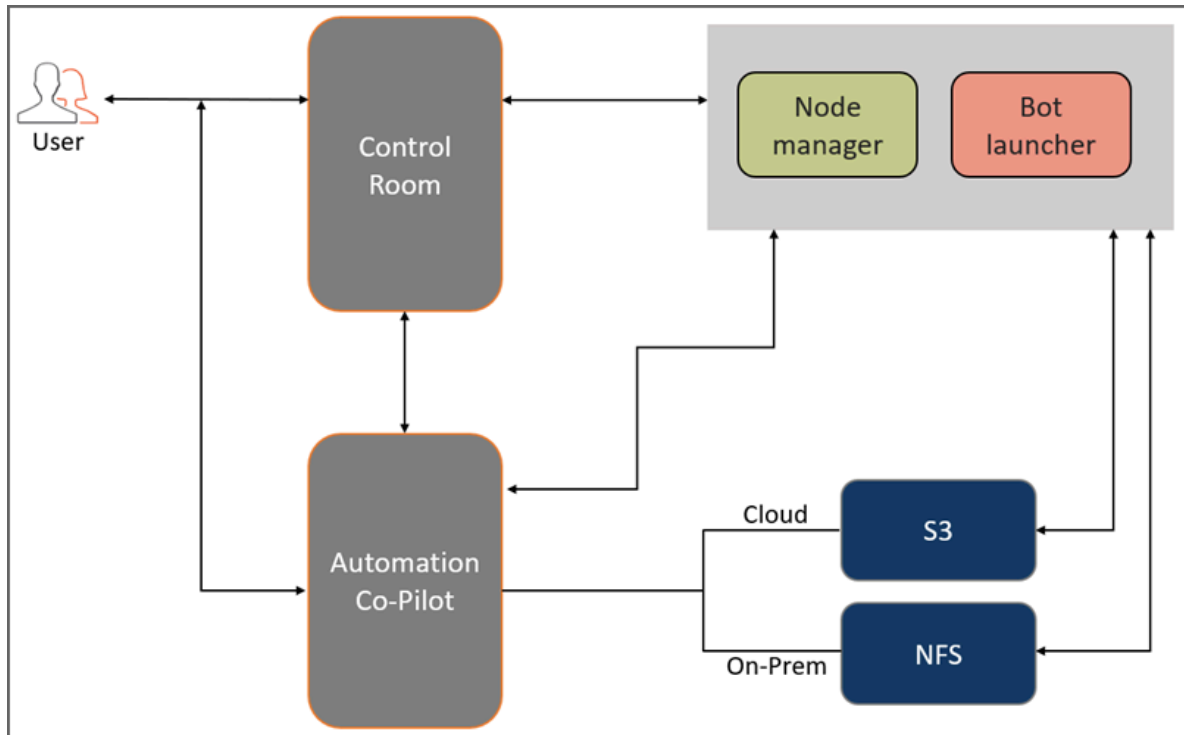 User
Control
Room
Node
manager
Bot
launcher
Automation
Co-Pilot
Cloud
S3
On-Prem
NFS